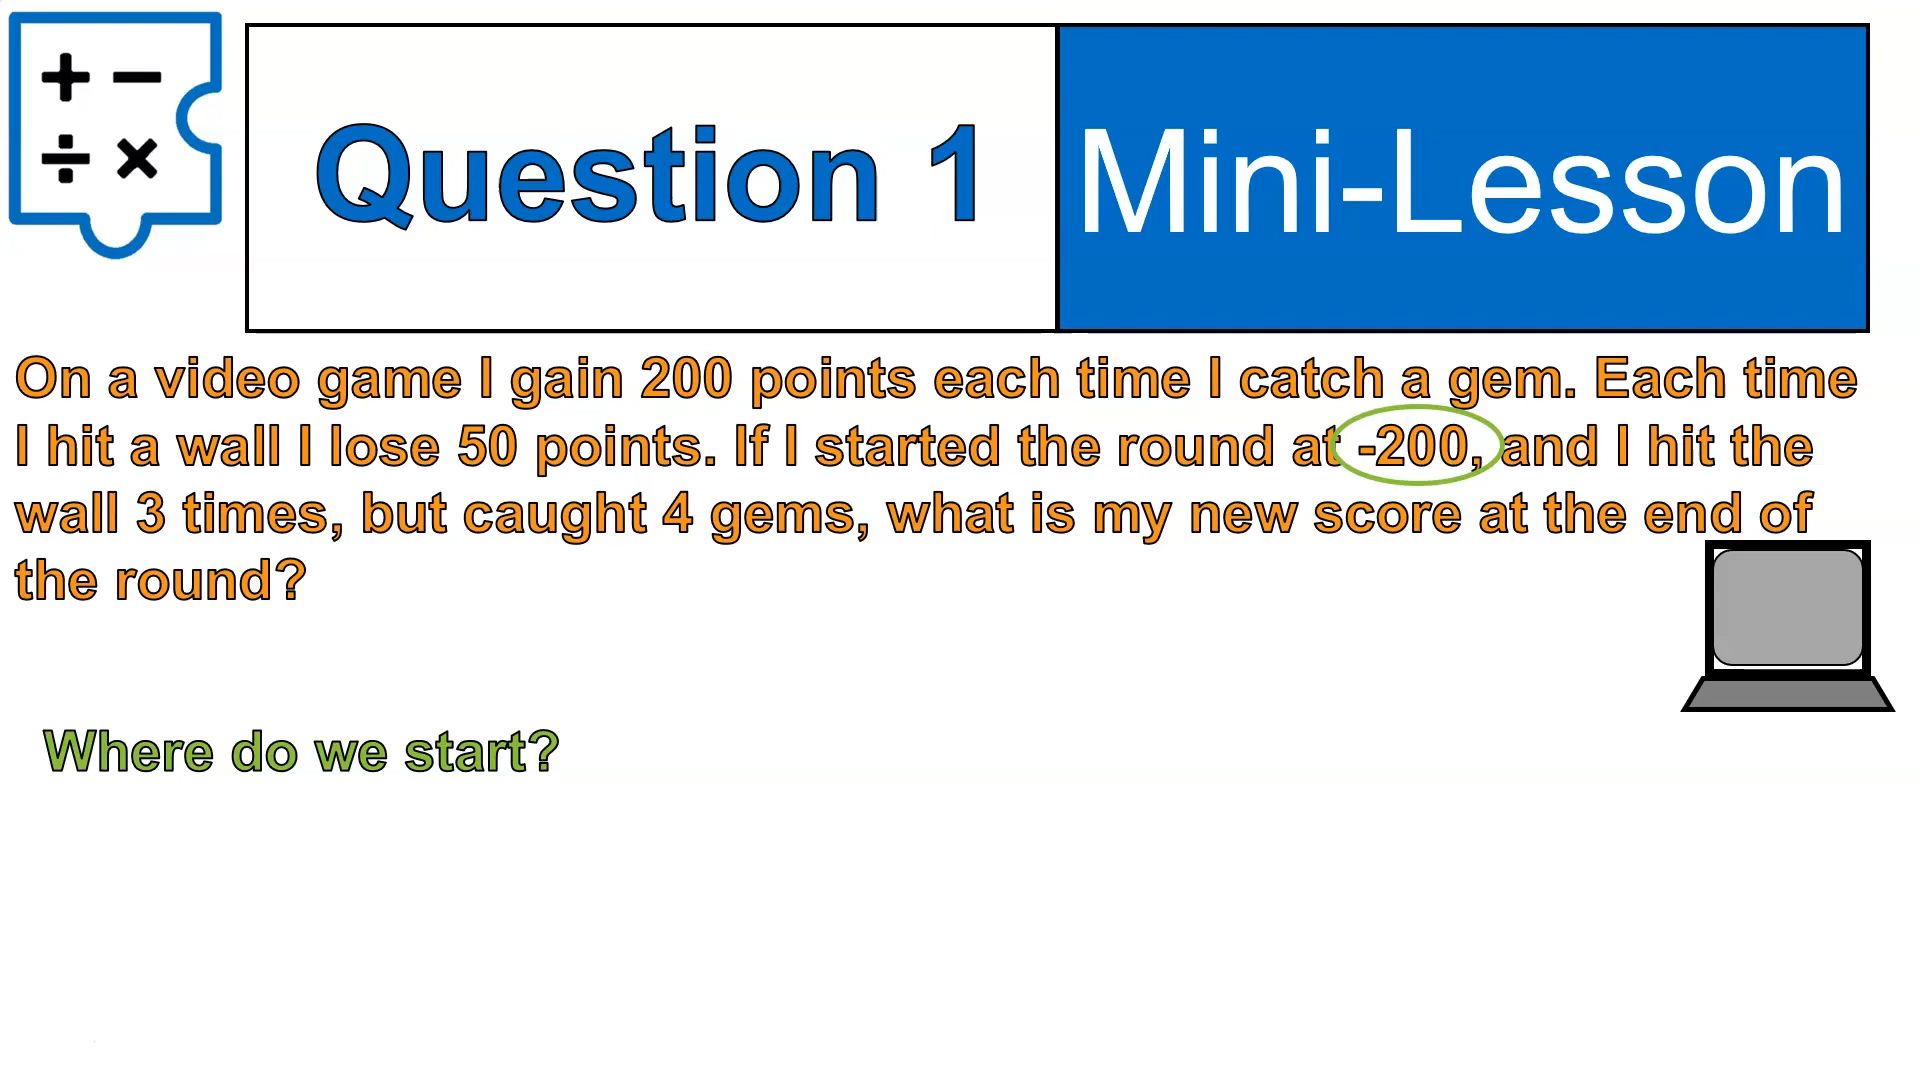 + −
÷ ×
Question 1
Mini-Lesson
On a video game I gain 200 points each time I catch a gem. Each time
I hit a wall I lose 50 points. If I started the round at -200, and I hit the
wall 3 times, but caught 4 gems, what is my new score at the end of
the round?
Where do we start?